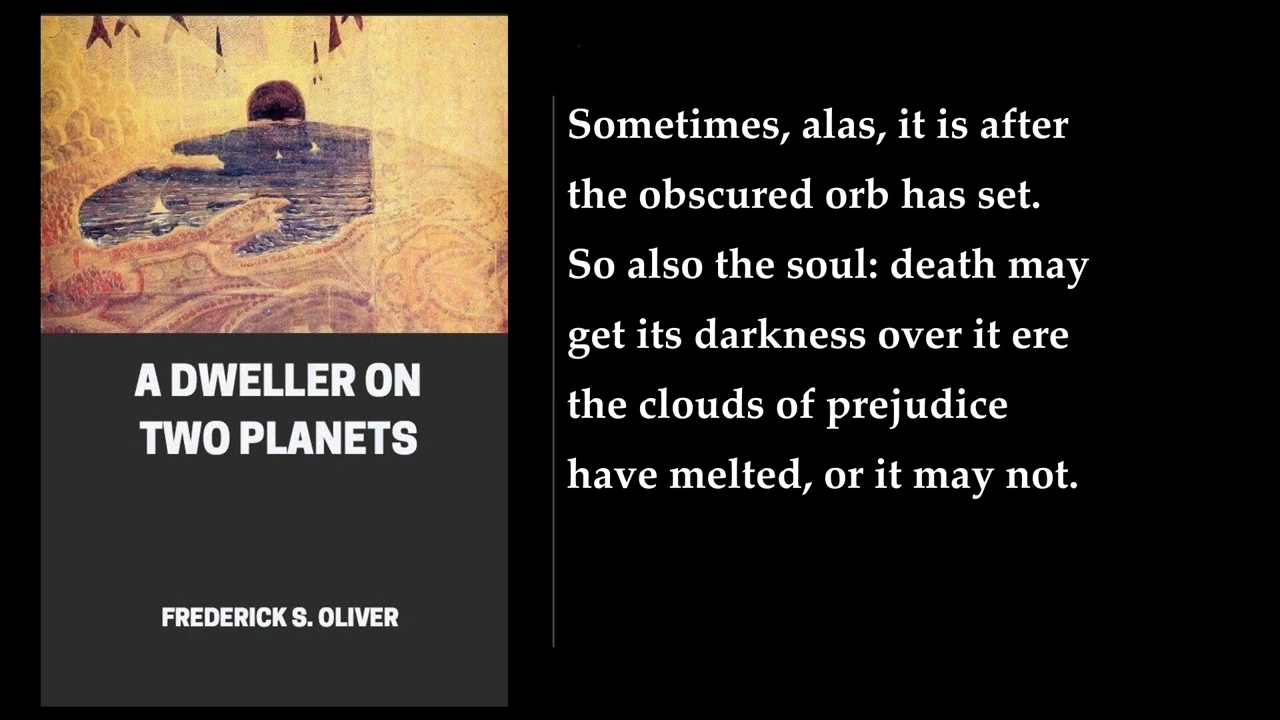 A DWELLER ON
TWO PLANETS
FREDERICK S. OLIVER
Sometimes, alas, it is after
the obscured orb has set.
So also the soul: death may
get its darkness over it ere
the clouds of prejudice
have melted, or it may not.